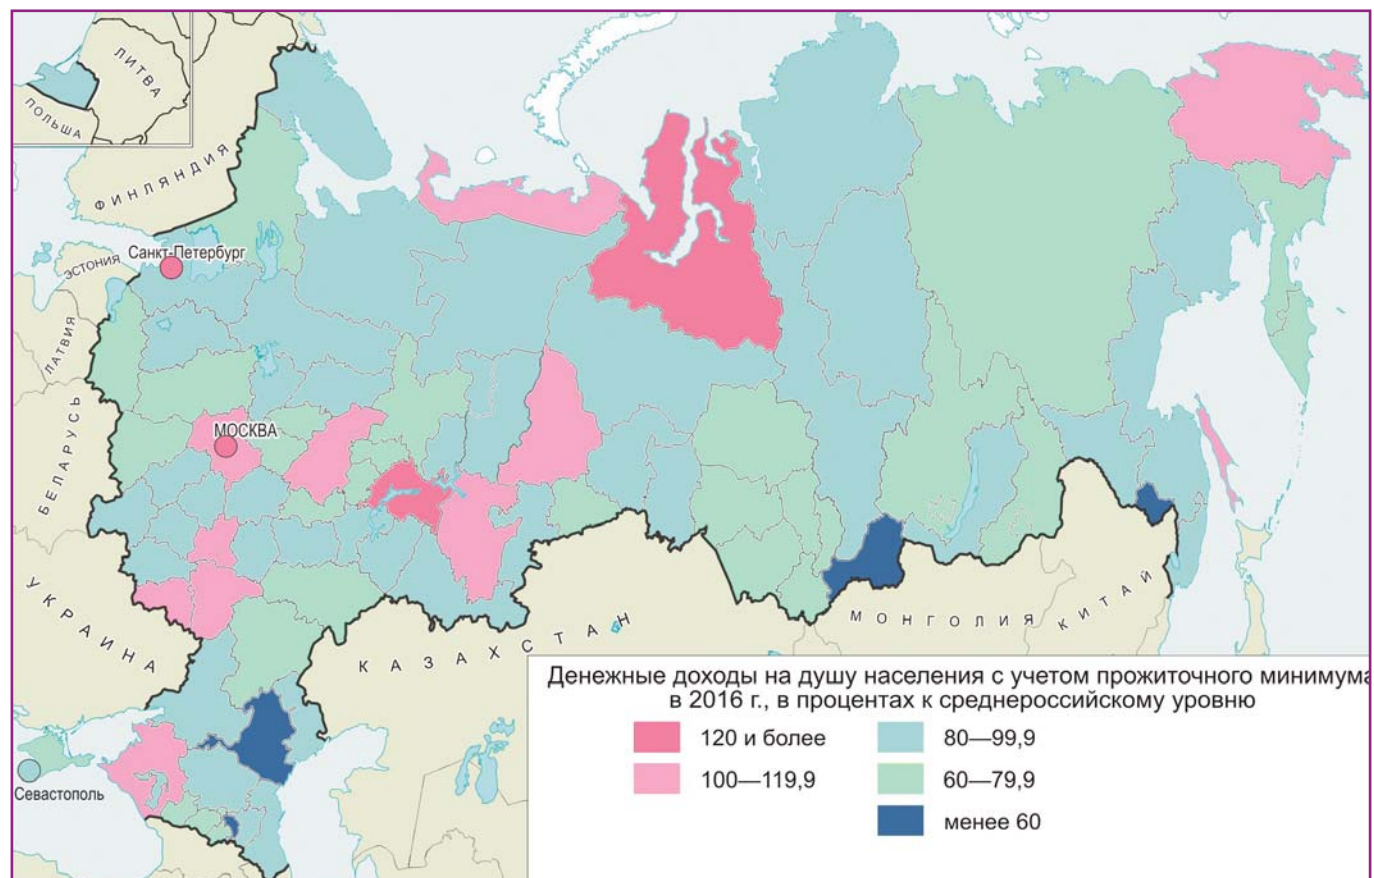 ЛИТВА
ПОЛЬША
ФИНЛЯНДИЯ
Санкт-Петербург
ЭСТОНИЯ
ЛАТВИЯ
МОСКВА
БЕЛАРУСЬ
УКРАИНА
КАЗАХСТАН
МОНГОЛИЯ
КИТАЙ
Севастополь
Денежные доходы на душу населения с учетом прожиточного минимума
в 2016 г., в процентах к среднероссийскому уровню
120 и более
80—99,9
100—119,9
60—79,9
менее 60